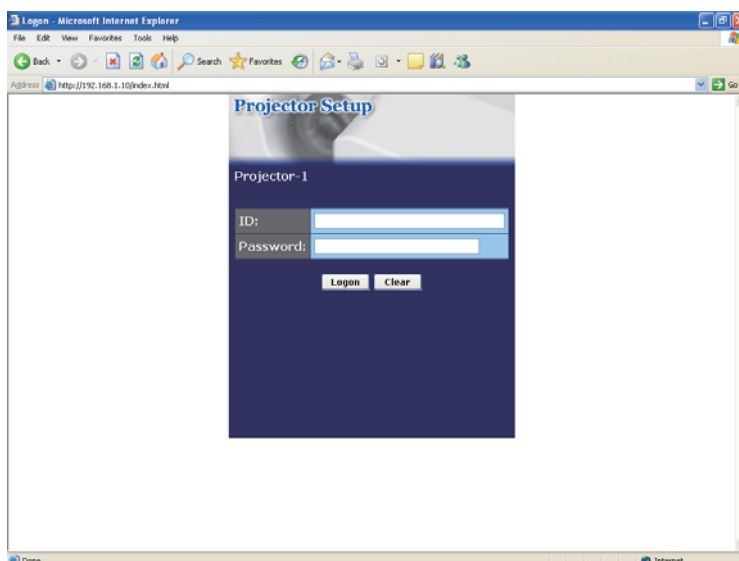 Logon - Microsoft Internet Explorer
File Edit View Favorites Tools Help
Back Search Favorites
Address http://192.168.1.10/index.html Go
Projector Setup
Projector-1
ID:
Password:
Logon Clear
Done Internet